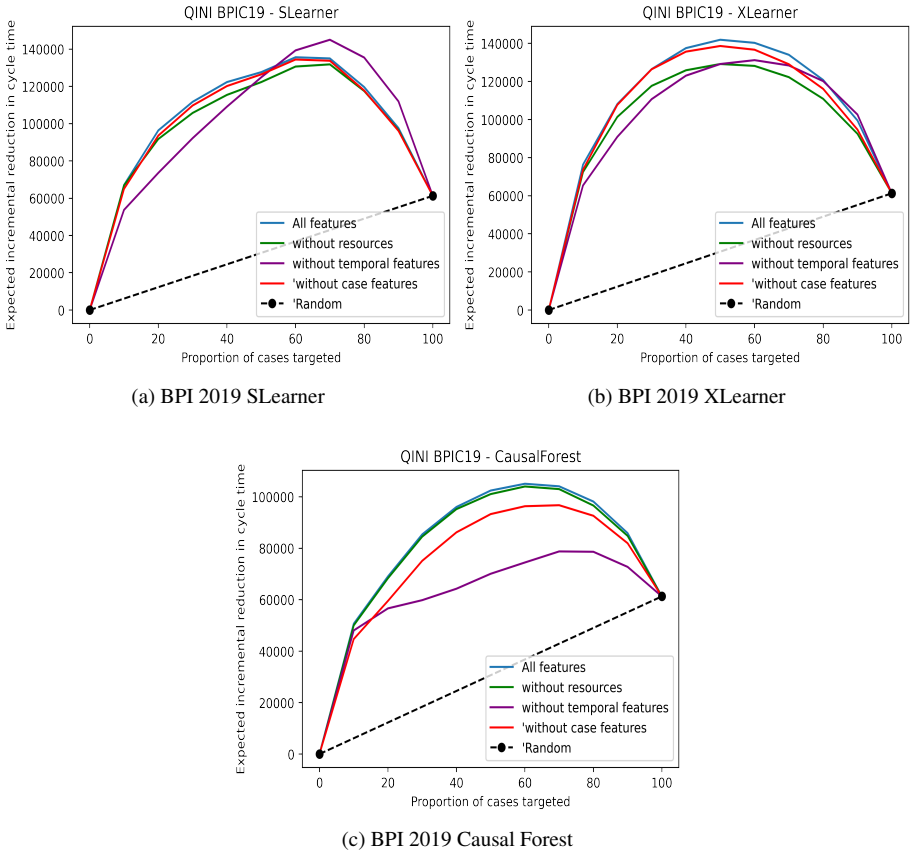 QINI BPIC19 - SLearner
Expected incremental reduction in cycle time
140000
120000
100000
80000
60000
40000
20000
0
All features
without resources
without temporal features
'without case features
'Random
0 20 40 60 80 100
Proportion of cases targeted
(a) BPI 2019 SLearner
QINI BPIC19 - XLearner
Expected incremental reduction in cycle time
140000
120000
100000
80000
60000
40000
20000
0
All features
without resources
without temporal features
'without case features
'Random
0 20 40 60 80 100
Proportion of cases targeted
(b) BPI 2019 XLearner
QINI BPIC19 - CausalForest
Expected incremental reduction in cycle time
100000
80000
60000
40000
20000
0
All features
without resources
without temporal features
'without case features
'Random
0 20 40 60 80 100
Proportion of cases targeted
(c) BPI 2019 Causal Forest